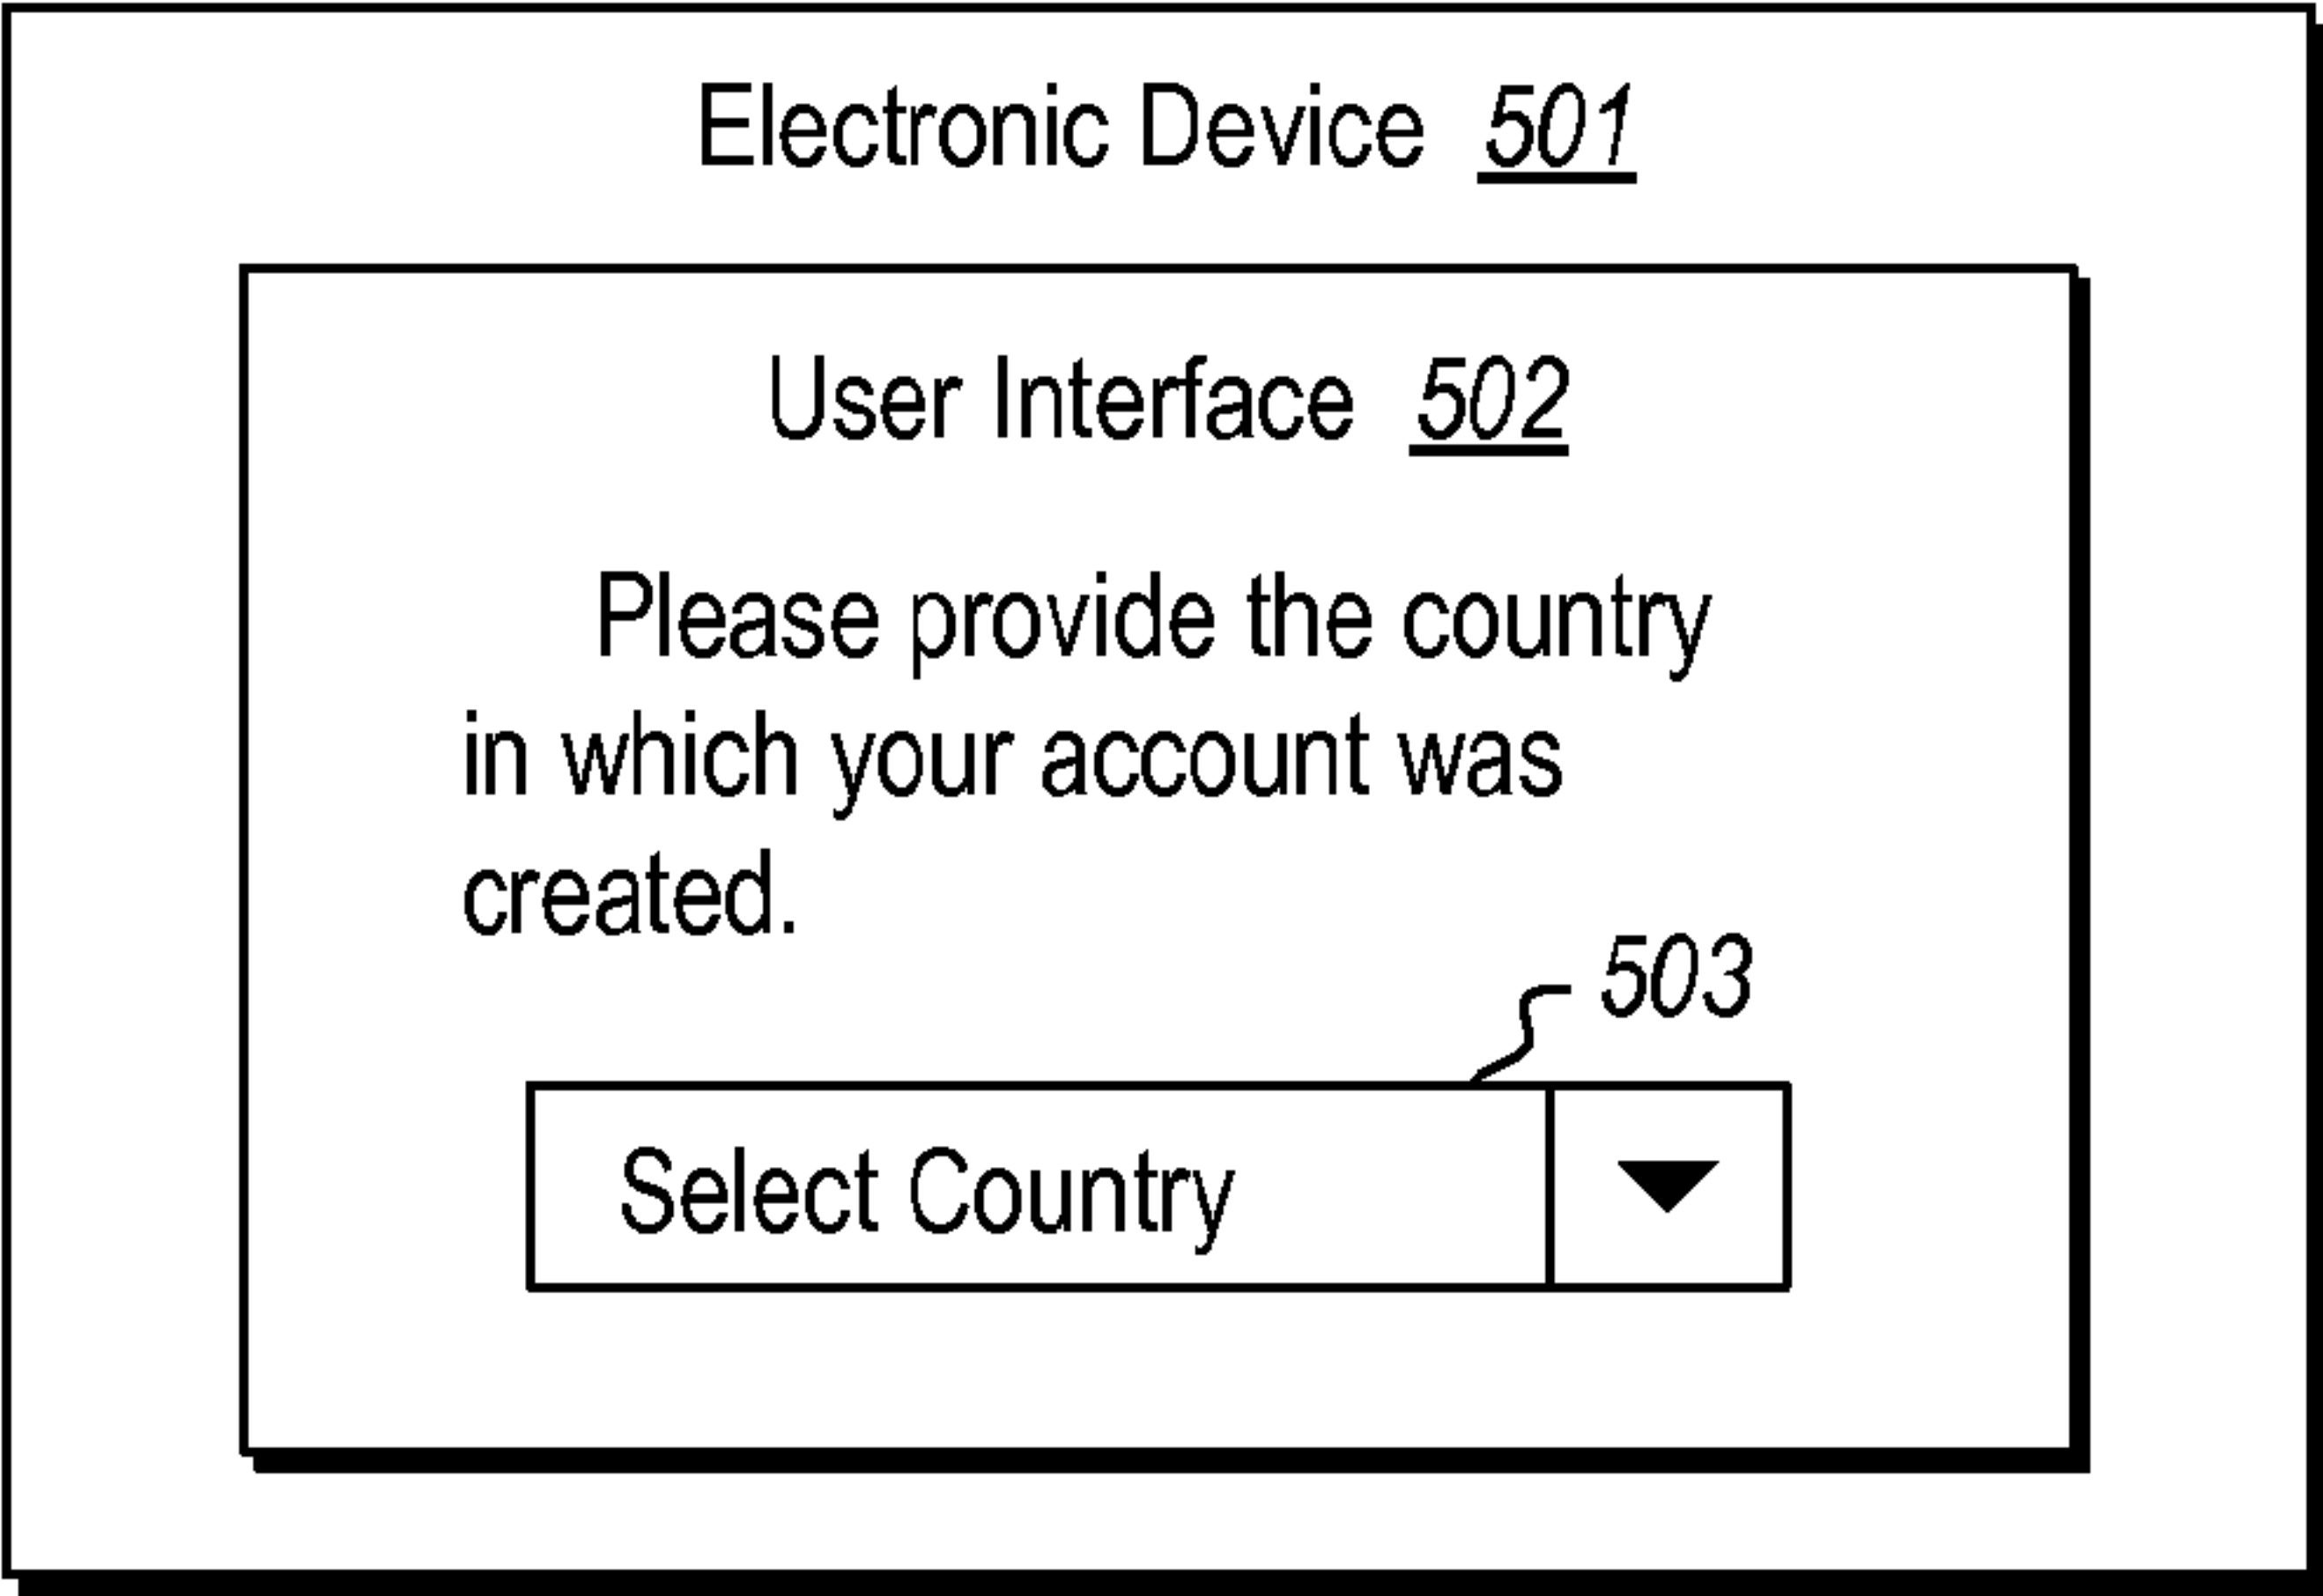 Electronic Device 501
User Interface 502
Please provide the country
in which your account was
created.
503
Select Country